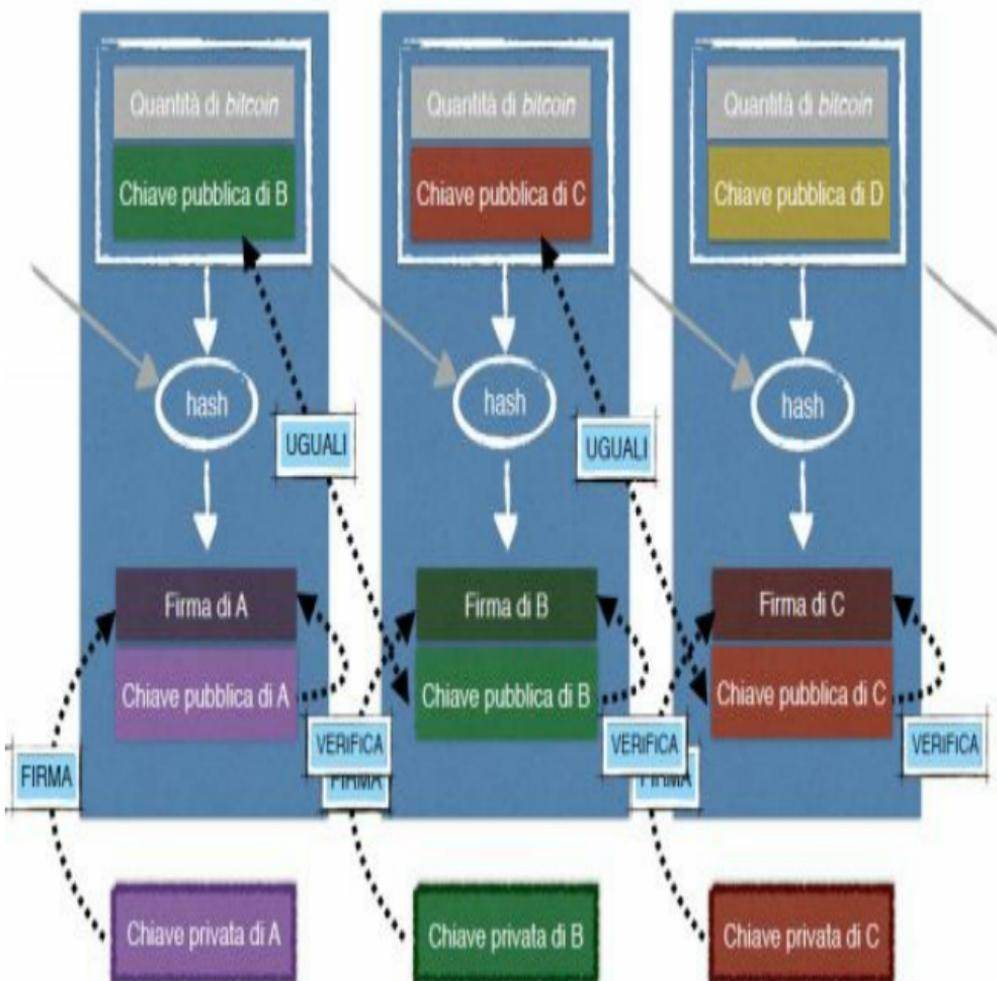 Quantità di bitcoin
Chiave pubblica di B
hash
UGUALI
Firma di A
Chiave pubblica di A
FIRMA
VERIFICA
Chiave privata di A
Quantità di bitcoin
Chiave pubblica di C
hash
UGUALI
Firma di B
Chiave pubblica di B
FIRMA
VERIFICA
Chiave privata di B
Quantità di bitcoin
Chiave pubblica di D
hash
Firma di C
Chiave pubblica di C
FIRMA
VERIFICA
Chiave privata di C